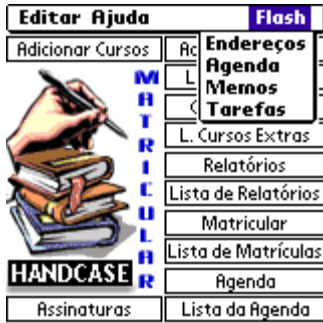 Editar Ajuda Flash
Endereços
Agenda
Memos
Tarefas
Adicionar Cursos
MATRICULAR
L. Cursos Extras
Relatórios
Lista de Relatórios
Matricular
Lista de Matrículas
HANDCASE
Agenda
Assinaturas
Lista da Agenda